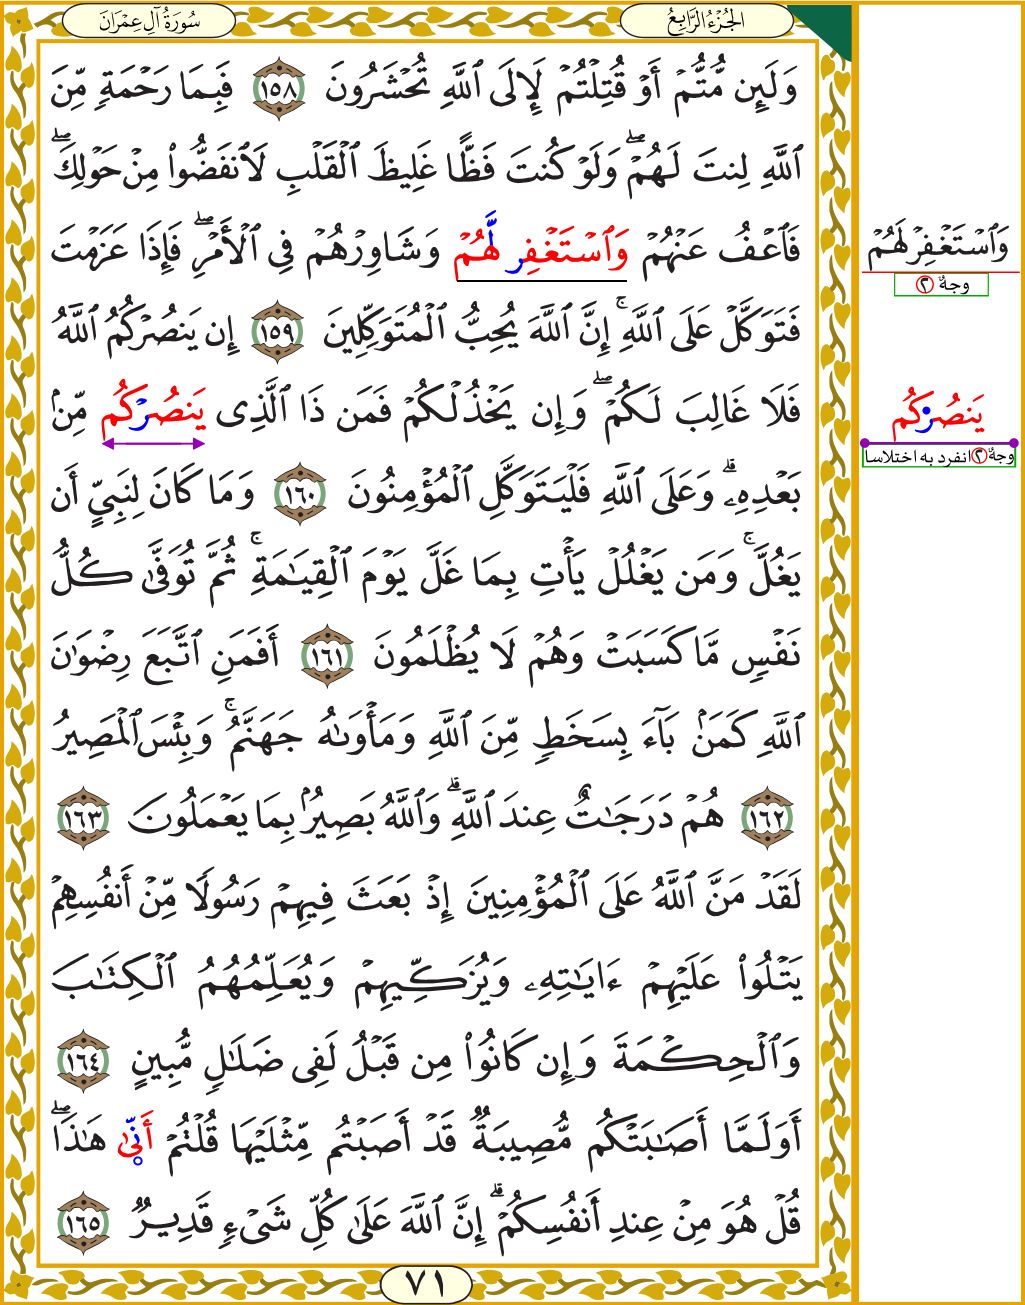 سُورَةُ آلِ عِمْرَانَ
الجُزْءُ الرَّابِعُ
وَلَئِن مُّتُّمْ أَوْ قُتِلْتُمْ لَإِلَى ٱللَّهِ تُحْشَرُونَ ١٥٨ فَبِمَا رَحْمَةٍ مِّنَ
ٱللَّهِ لِنتَ لَهُمْۖ وَلَوْ كُنتَ فَظًّا غَلِيظَ ٱلْقَلْبِ لَٱنفَضُّوا۟ مِنْ حَوْلِكَۖ
فَٱعْفُ عَنْهُمْ وَٱسْتَغْفِر لَّهُمْ وَشَاوِرْهُمْ فِى ٱلْأَمْرِۖ فَإِذَا عَزَمْتَ
فَتَوَكَّلْ عَلَى ٱللَّهِۚ إِنَّ ٱللَّهَ يُحِبُّ ٱلْمُتَوَكِّلِينَ ١٥٩ إِن يَنصُرْكُمُ ٱللَّهُ
فَلَا غَالِبَ لَكُمْۖ وَإِن يَخْذُلْكُمْ فَمَن ذَا ٱلَّذِى يَنصُرْكُم مِّنۢ
بَعْدِهِۦۗ وَعَلَى ٱللَّهِ فَلْيَتَوَكَّلِ ٱلْمُؤْمِنُونَ ١٦٠ وَمَا كَانَ لِنَبِيٍّ أَن
يَغُلَّۚ وَمَن يَغْلُلْ يَأْتِ بِمَا غَلَّ يَوْمَ ٱلْقِيَـٰمَةِۚ ثُمَّ تُوَفَّىٰ كُلُّ
نَفْسٍ مَّا كَسَبَتْ وَهُمْ لَا يُظْلَمُونَ ١٦١ أَفَمَنِ ٱتَّبَعَ رِضْوَٰنَ
ٱللَّهِ كَمَنۢ بَآءَ بِسَخَطٍ مِّنَ ٱللَّهِ وَمَأْوَىٰهُ جَهَنَّمُۚ وَبِئْسَ ٱلْمَصِيرُ
١٦٢ هُمْ دَرَجَـٰتٌ عِندَ ٱللَّهِۗ وَٱللَّهُ بَصِيرٌۢ بِمَا يَعْمَلُونَ ١٦٣
لَقَدْ مَنَّ ٱللَّهُ عَلَى ٱلْمُؤْمِنِينَ إِذْ بَعَثَ فِيهِمْ رَسُولًا مِّنْ أَنفُسِهِمْ
يَتْلُوا۟ عَلَيْهِمْ ءَايَـٰتِهِۦ وَيُزَكِّيهِمْ وَيُعَلِّمُهُمُ ٱلْكِتَـٰبَ
وَٱلْحِكْمَةَ وَإِن كَانُوا۟ مِن قَبْلُ لَفِى ضَلَـٰلٍ مُّبِينٍ ١٦٤
أَوَلَمَّا أَصَـٰبَتْكُم مُّصِيبَةٌ قَدْ أَصَبْتُم مِّثْلَيْهَا قُلْتُمْ أَنَّىٰ هَـٰذَاۖ
قُلْ هُوَ مِنْ عِندِ أَنفُسِكُمْۗ إِنَّ ٱللَّهَ عَلَىٰ كُلِّ شَىْءٍ قَدِيرٌ ١٦٥
٧١
وَٱسْتَغْفِرْ لَهُمْ
وجهٌ ٢
يَنصُرْكُم
وجهٌ ٢ انفرد به اختلاسا